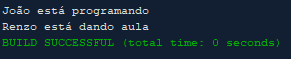 João está programando
Renzo está dando aula
BUILD SUCCESSFUL (total time: 0 seconds)